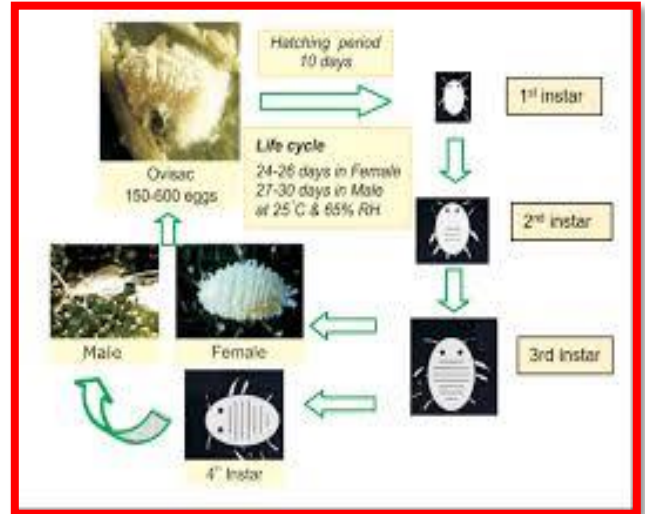 Hatching period
10 days
1st instar
Life cycle
24-26 days in Female
27-30 days in Male
at 25°C & 65% RH
Ovisac
150-600 eggs
2nd instar
Male
Female
3rd instar
4th Instar